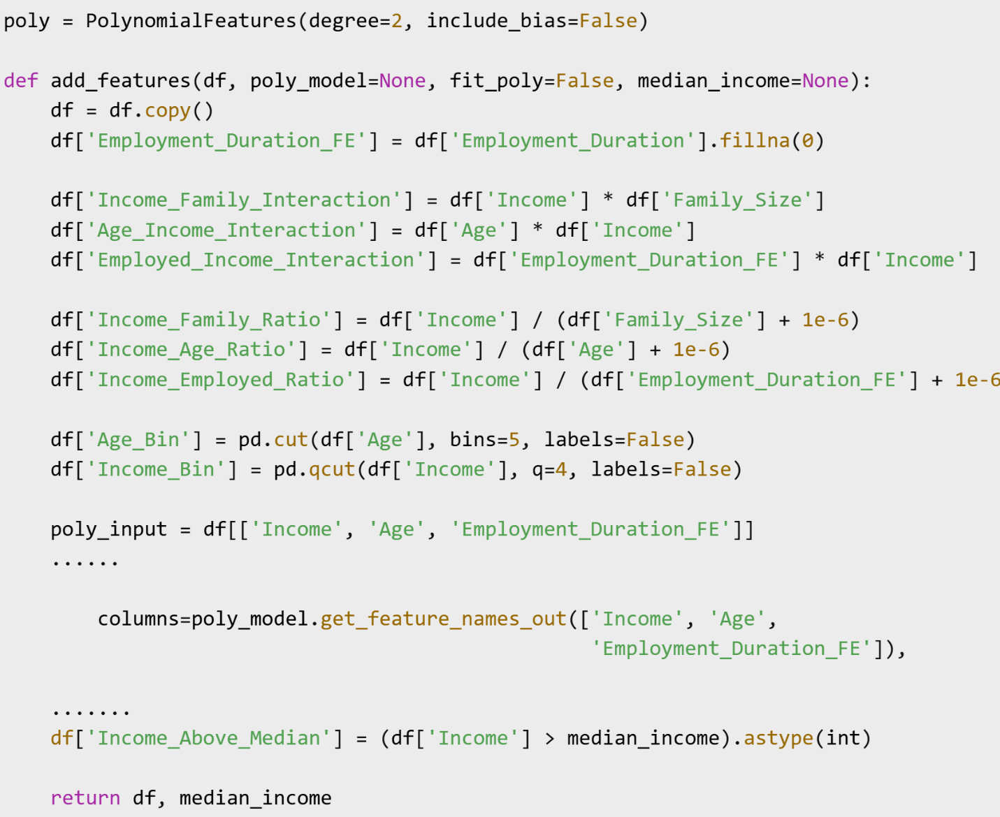 poly = PolynomialFeatures(degree=2, include_bias=False)

def add_features(df, poly_model=None, fit_poly=False, median_income=None):
    df = df.copy()
    df['Employment_Duration_FE'] = df['Employment_Duration'].fillna(0)

    df['Income_Family_Interaction'] = df['Income'] * df['Family_Size']
    df['Age_Income_Interaction'] = df['Age'] * df['Income']
    df['Employed_Income_Interaction'] = df['Employment_Duration_FE'] * df['Income']

    df['Income_Family_Ratio'] = df['Income'] / (df['Family_Size'] + 1e-6)
    df['Income_Age_Ratio'] = df['Income'] / (df['Age'] + 1e-6)
    df['Income_Employed_Ratio'] = df['Income'] / (df['Employment_Duration_FE'] + 1e-6

    df['Age_Bin'] = pd.cut(df['Age'], bins=5, labels=False)
    df['Income_Bin'] = pd.qcut(df['Income'], q=4, labels=False)

    poly_input = df[['Income', 'Age', 'Employment_Duration_FE']]
    ......

        columns=poly_model.get_feature_names_out(['Income', 'Age',
                                                  'Employment_Duration_FE']),

    .......
    df['Income_Above_Median'] = (df['Income'] > median_income).astype(int)

    return df, median_income